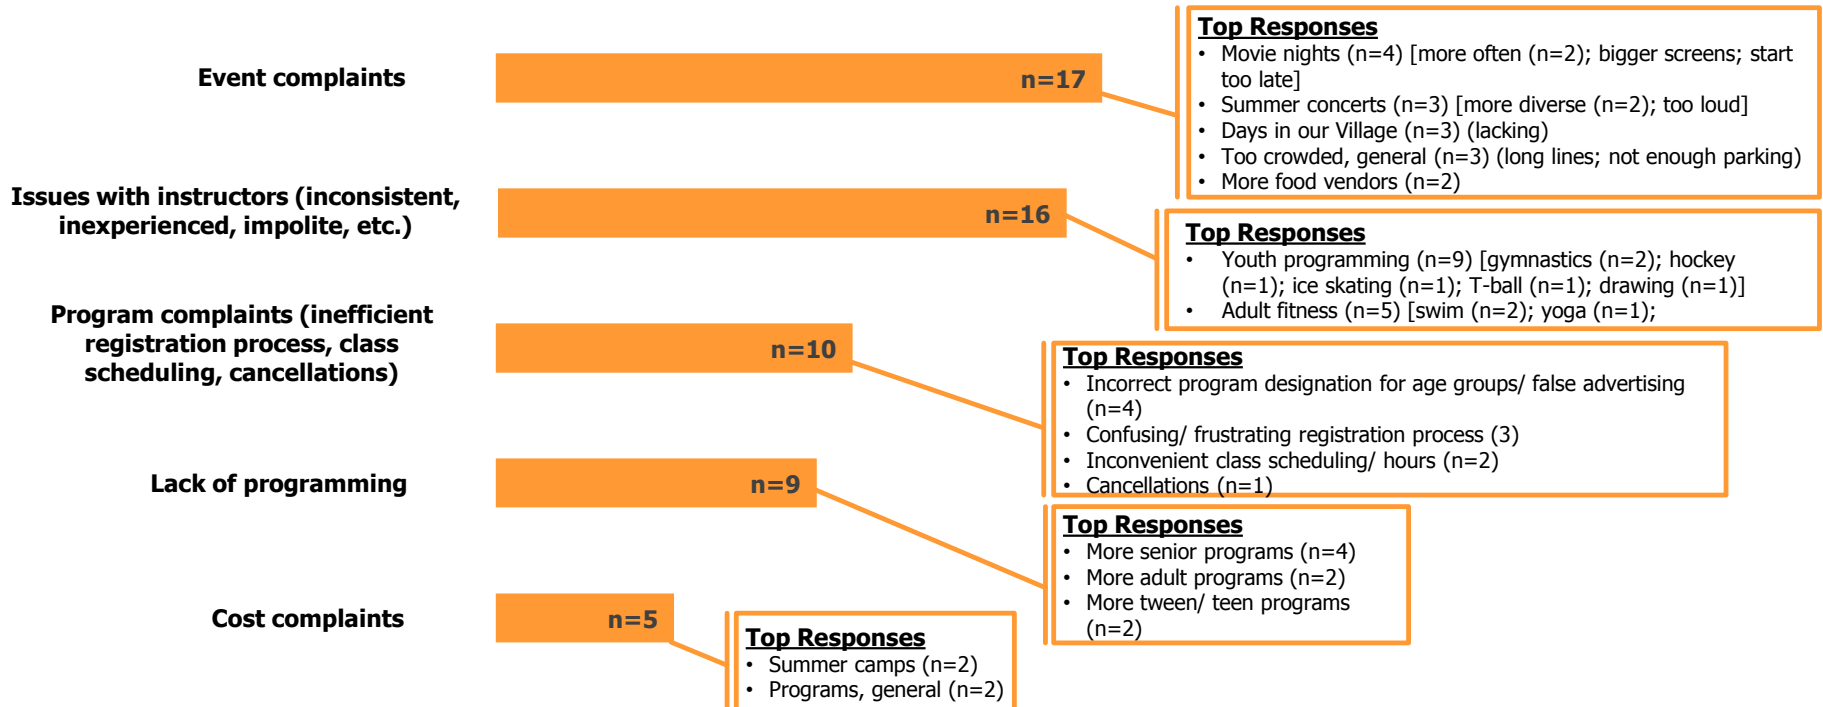 Event complaints
n=17
Top Responses
• Movie nights (n=4) [more often (n=2); bigger screens; start
too late]
• Summer concerts (n=3) [more diverse (n=2); too loud]
• Days in our Village (n=3) (lacking)
• Too crowded, general (n=3) (long lines; not enough parking)
• More food vendors (n=2)
Issues with instructors (inconsistent,
inexperienced, impolite, etc.)
n=16
Top Responses
• Youth programming (n=9) [gymnastics (n=2); hockey
(n=1); ice skating (n=1); T-ball (n=1); drawing (n=1)]
• Adult fitness (n=5) [swim (n=2); yoga (n=1);
Program complaints (inefficient
registration process, class
scheduling, cancellations)
n=10
Top Responses
• Incorrect program designation for age groups/ false advertising
(n=4)
• Confusing/ frustrating registration process (3)
• Inconvenient class scheduling/ hours (n=2)
• Cancellations (n=1)
Lack of programming
n=9
Top Responses
• More senior programs (n=4)
• More adult programs (n=2)
• More tween/ teen programs
(n=2)
Cost complaints
n=5
Top Responses
• Summer camps (n=2)
• Programs, general (n=2)